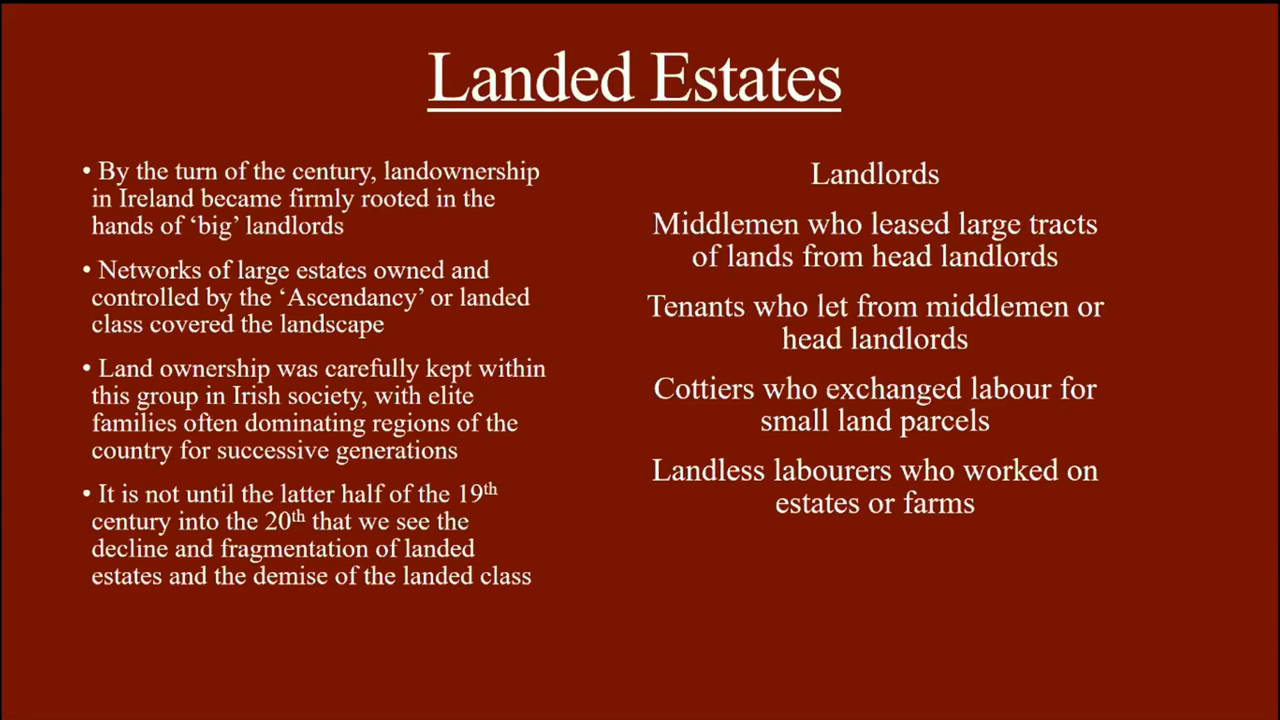 Landed Estates
• By the turn of the century, landownership
in Ireland became firmly rooted in the
hands of ‘big’ landlords
• Networks of large estates owned and
controlled by the ‘Ascendancy’ or landed
class covered the landscape
• Land ownership was carefully kept within
this group in Irish society, with elite
families often dominating regions of the
country for successive generations
• It is not until the latter half of the 19th
century into the 20th that we see the
decline and fragmentation of landed
estates and the demise of the landed class
Landlords
Middlemen who leased large tracts
of lands from head landlords
Tenants who let from middlemen or
head landlords
Cottiers who exchanged labour for
small land parcels
Landless labourers who worked on
estates or farms